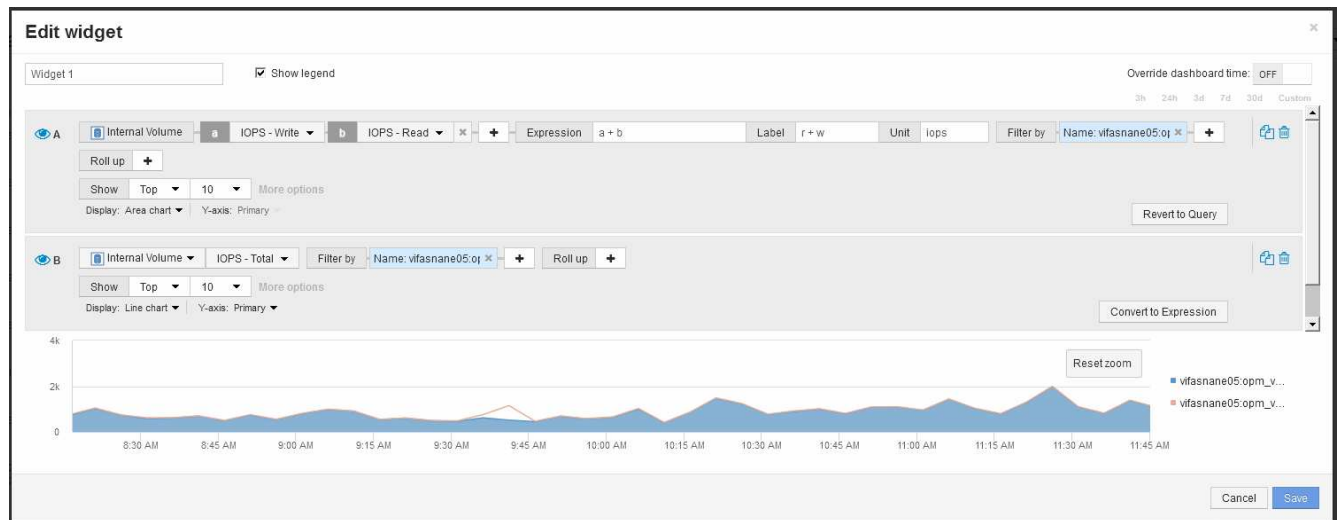 Edit widget ×
Widget 1 Show legend Override dashboard time: OFF
3h 24h 3d 7d 30d Custom
A Internal Volume a IOPS - Write b IOPS - Read × + Expression a + b Label r + w Unit iops Filter by Name: vifasnane05:op × +
Roll up +
Show Top 10 More options
Display: Area chart Y-axis: Primary
Revert to Query
B Internal Volume IOPS - Total Filter by Name: vifasnane05:op × + Roll up +
Show Top 10 More options
Display: Line chart Y-axis: Primary
Convert to Expression
4k
Reset zoom
2k
vifasnane05:opm_v...
vifasnane05:opm_v...
0
8:30 AM 8:45 AM 9:00 AM 9:15 AM 9:30 AM 9:45 AM 10:00 AM 10:15 AM 10:30 AM 10:45 AM 11:00 AM 11:15 AM 11:30 AM 11:45 AM
Cancel Save